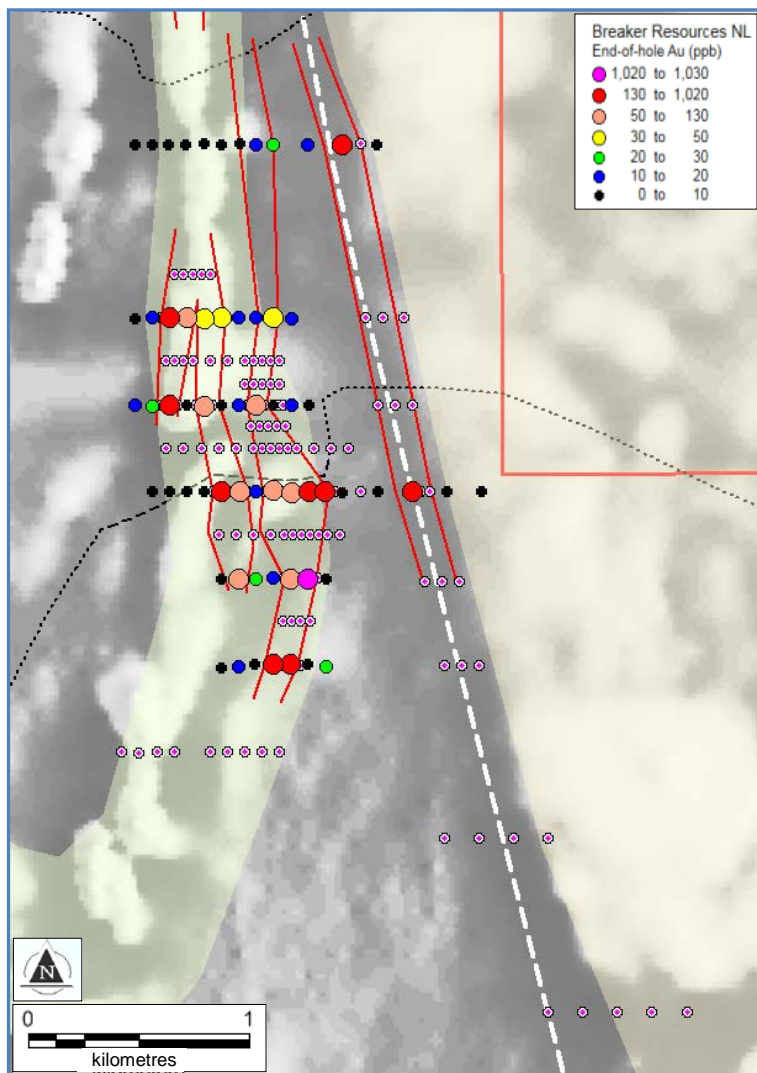 Breaker Resources NL
End-of-hole Au (ppb)
1,020 to 1,030
130 to 1,020
50 to 130
30 to 50
20 to 30
10 to 20
0 to 10
N
0 1
kilometres